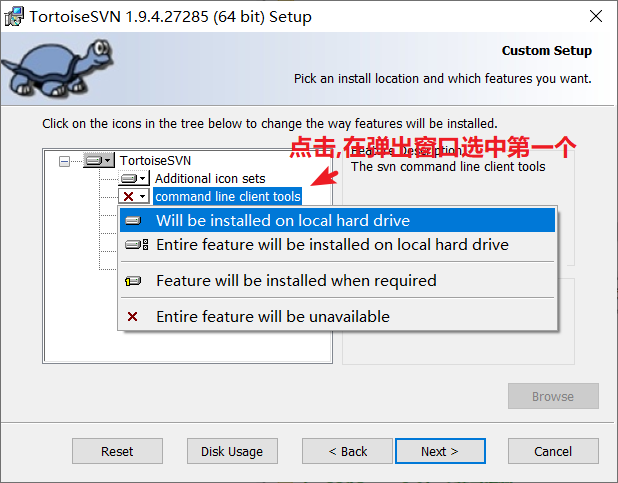 TortoiseSVN 1.9.4.27285 (64 bit) Setup
Custom Setup
Pick an install location and which features you want.
Click on the icons in the tree below to change the way features will be installed.
点击,在弹出窗口选中第一个
TortoiseSVN
Feature Description
Additional icon sets
The svn command line client tools
command line client tools
Will be installed on local hard drive
Entire feature will be installed on local hard drive
Feature will be installed when required
Entire feature will be unavailable
Browse
Reset
Disk Usage
< Back
Next >
Cancel